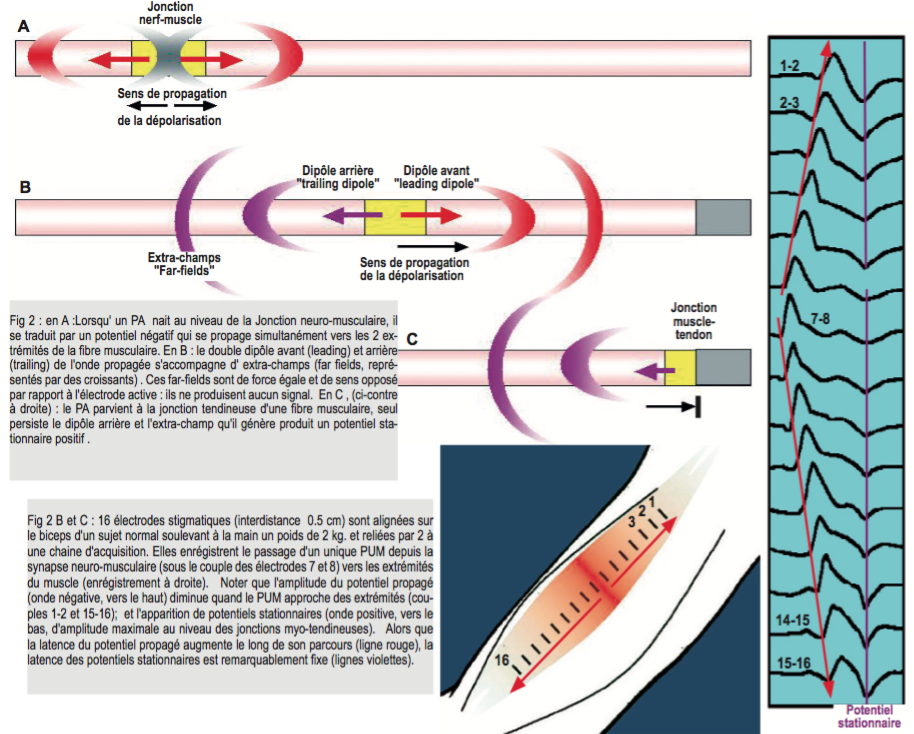 A
Jonction
nerf-muscle
Sens de propagation
de la dépolarisation
B
Dipôle arrière
"trailing dipole"
Dipôle avant
"leading dipole"
Extra-champs
"Far-fields"
Sens de propagation
de la dépolarisation
Fig 2 : en A :Lorsqu' un PA nait au niveau de la Jonction neuro-musculaire, il
se traduit par un potentiel négatif qui se propage simultanément vers les 2 ex-
trémités de la fibre musculaire. En B : le double dipôle avant (leading) et arrière
(trailing) de l'onde propagée s'accompagne d' extra-champs (far fields, repré-
sentés par des croissants) . Ces far-fields sont de force égale et de sens opposé
par rapport à l'électrode active : ils ne produisent aucun signal. En C , (ci-contre
à droite) : le PA parvient à la jonction tendineuse d'une fibre musculaire, seul
persiste le dipôle arrière et l'extra-champ qu'il génère produit un potentiel sta-
tionnaire positif .
C
Jonction
muscle-
tendon
Fig 2 B et C : 16 électrodes stigmatiques (interdistance 0.5 cm) sont alignées sur
le biceps d'un sujet normal soulevant à la main un poids de 2 kg. et reliées par 2 à
une chaine d'acquisition. Elles enrégistrent le passage d'un unique PUM depuis la
synapse neuro-musculaire (sous le couple des électrodes 7 et 8) vers les extrémités
du muscle (enrégistrement à droite). Noter que l'amplitude du potentiel propagé
(onde négative, vers le haut) diminue quand le PUM approche des extrémités (cou-
ples 1-2 et 15-16); et l'apparition de potentiels stationnaires (onde positive, vers le
bas, d'amplitude maximale au niveau des jonctions myo-tendineuses). Alors que
la latence du potentiel propagé augmente le long de son parcours (ligne rouge), la
latence des potentiels stationnaires est remarquablement fixe (lignes violettes).
3 2 1
16
1-2
2-3
7-8
14-15
15-16
Potentiel
stationnaire